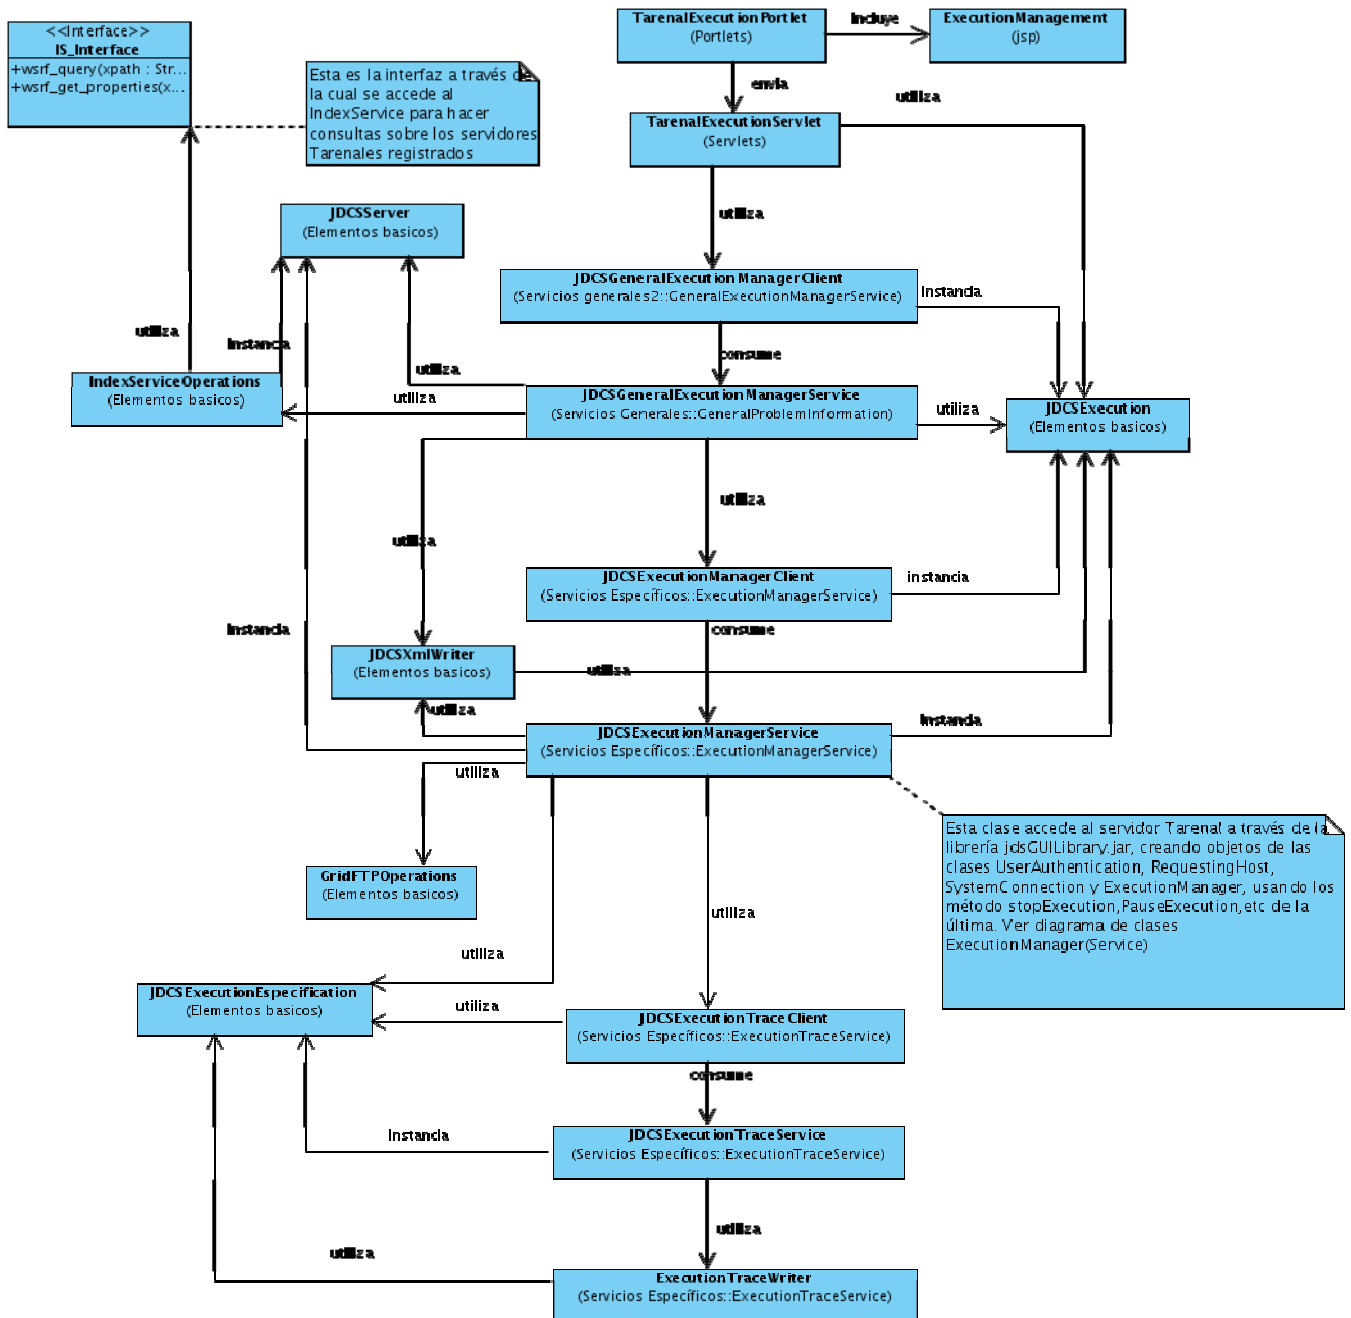 <<Interface>>
IS_Interface
+wsrf_query(xpath : Str...
+wsrf_get_properties(x...
Esta es la interfaz a través de
la cual se accede al
IndexService para hacer
consultas sobre los servidores
Tarenales registrados
TarenalExecutionPortlet
(Portlets)
incluye
ExecutionManagement
(jsp)
envia
utiliza
TarenalExecutionServlet
(Servlets)
utiliza
JDCSServer
(Elementos basicos)
JDCSGeneralExecutionManagerClient
(Servicios generales2::GeneralExecutionManagerService)
instancia
utiliza
instancia
consume
IndexServiceOperations
(Elementos basicos)
utiliza
utiliza
JDCSGeneralExecutionManagerService
(Servicios Generales::GeneralProblemInformation)
utiliza
JDCSExecution
(Elementos basicos)
utiliza
utiliza
JDCSExecutionManagerClient
(Servicios Específicos::ExecutionManagerService)
instancia
instancia
consume
JDCSXmlWriter
(Elementos basicos)
utiliza
utiliza
JDCSExecutionManagerService
(Servicios Específicos::ExecutionManagerService)
instancia
utiliza
Esta clase accede al servidor Tarenal a través de la
librería jdsGUILibrary.jar, creando objetos de las
clases UserAuthentication, RequestingHost,
SystemConnection y ExecutionManager, usando los
método stopExecution,PauseExecution,etc de la
última. Ver diagrama de clases
ExecutionManager(Service)
GridFTPOperations
(Elementos basicos)
utiliza
utiliza
JDCSExecutionEspecification
(Elementos basicos)
utiliza
JDCSExecutionTraceClient
(Servicios Específicos::ExecutionTraceService)
consume
instancia
JDCSExecutionTraceService
(Servicios Específicos::ExecutionTraceService)
utiliza
utiliza
ExecutionTraceWriter
(Servicios Específicos::ExecutionTraceService)